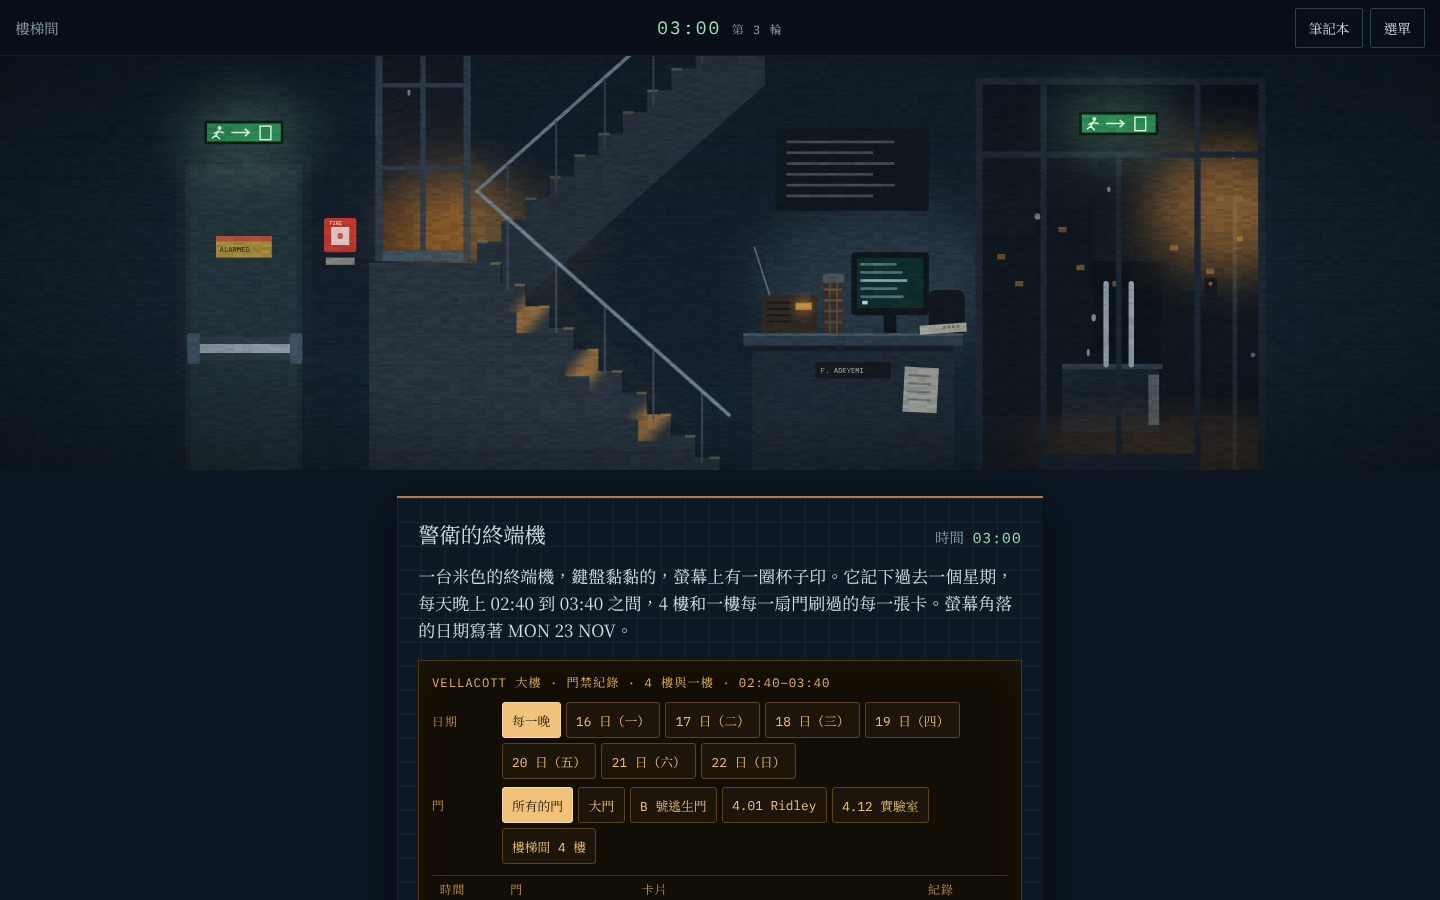 樓梯間
03:00 第 3 輪
筆記本
選單
ALARMED
FIRE
F. ADEYEMI
警衛的終端機
時間 03:00
一台米色的終端機，鍵盤黏黏的，螢幕上有一圈杯子印。它記下過去一個星期，
每天晚上 02:40 到 03:40 之間，4 樓和一樓每一扇門刷過的每一張卡。螢幕角落
的日期寫著 MON 23 NOV。
VELLACOTT 大樓 · 門禁紀錄 · 4 樓與一樓 · 02:40–03:40
日期 每一晚 16 日（一） 17 日（二） 18 日（三） 19 日（四）
20 日（五） 21 日（六） 22 日（日）
門 所有的門 大門 B 號逃生門 4.01 Ridley 4.12 實驗室
樓梯間 4 樓
時間 門 卡片 紀錄